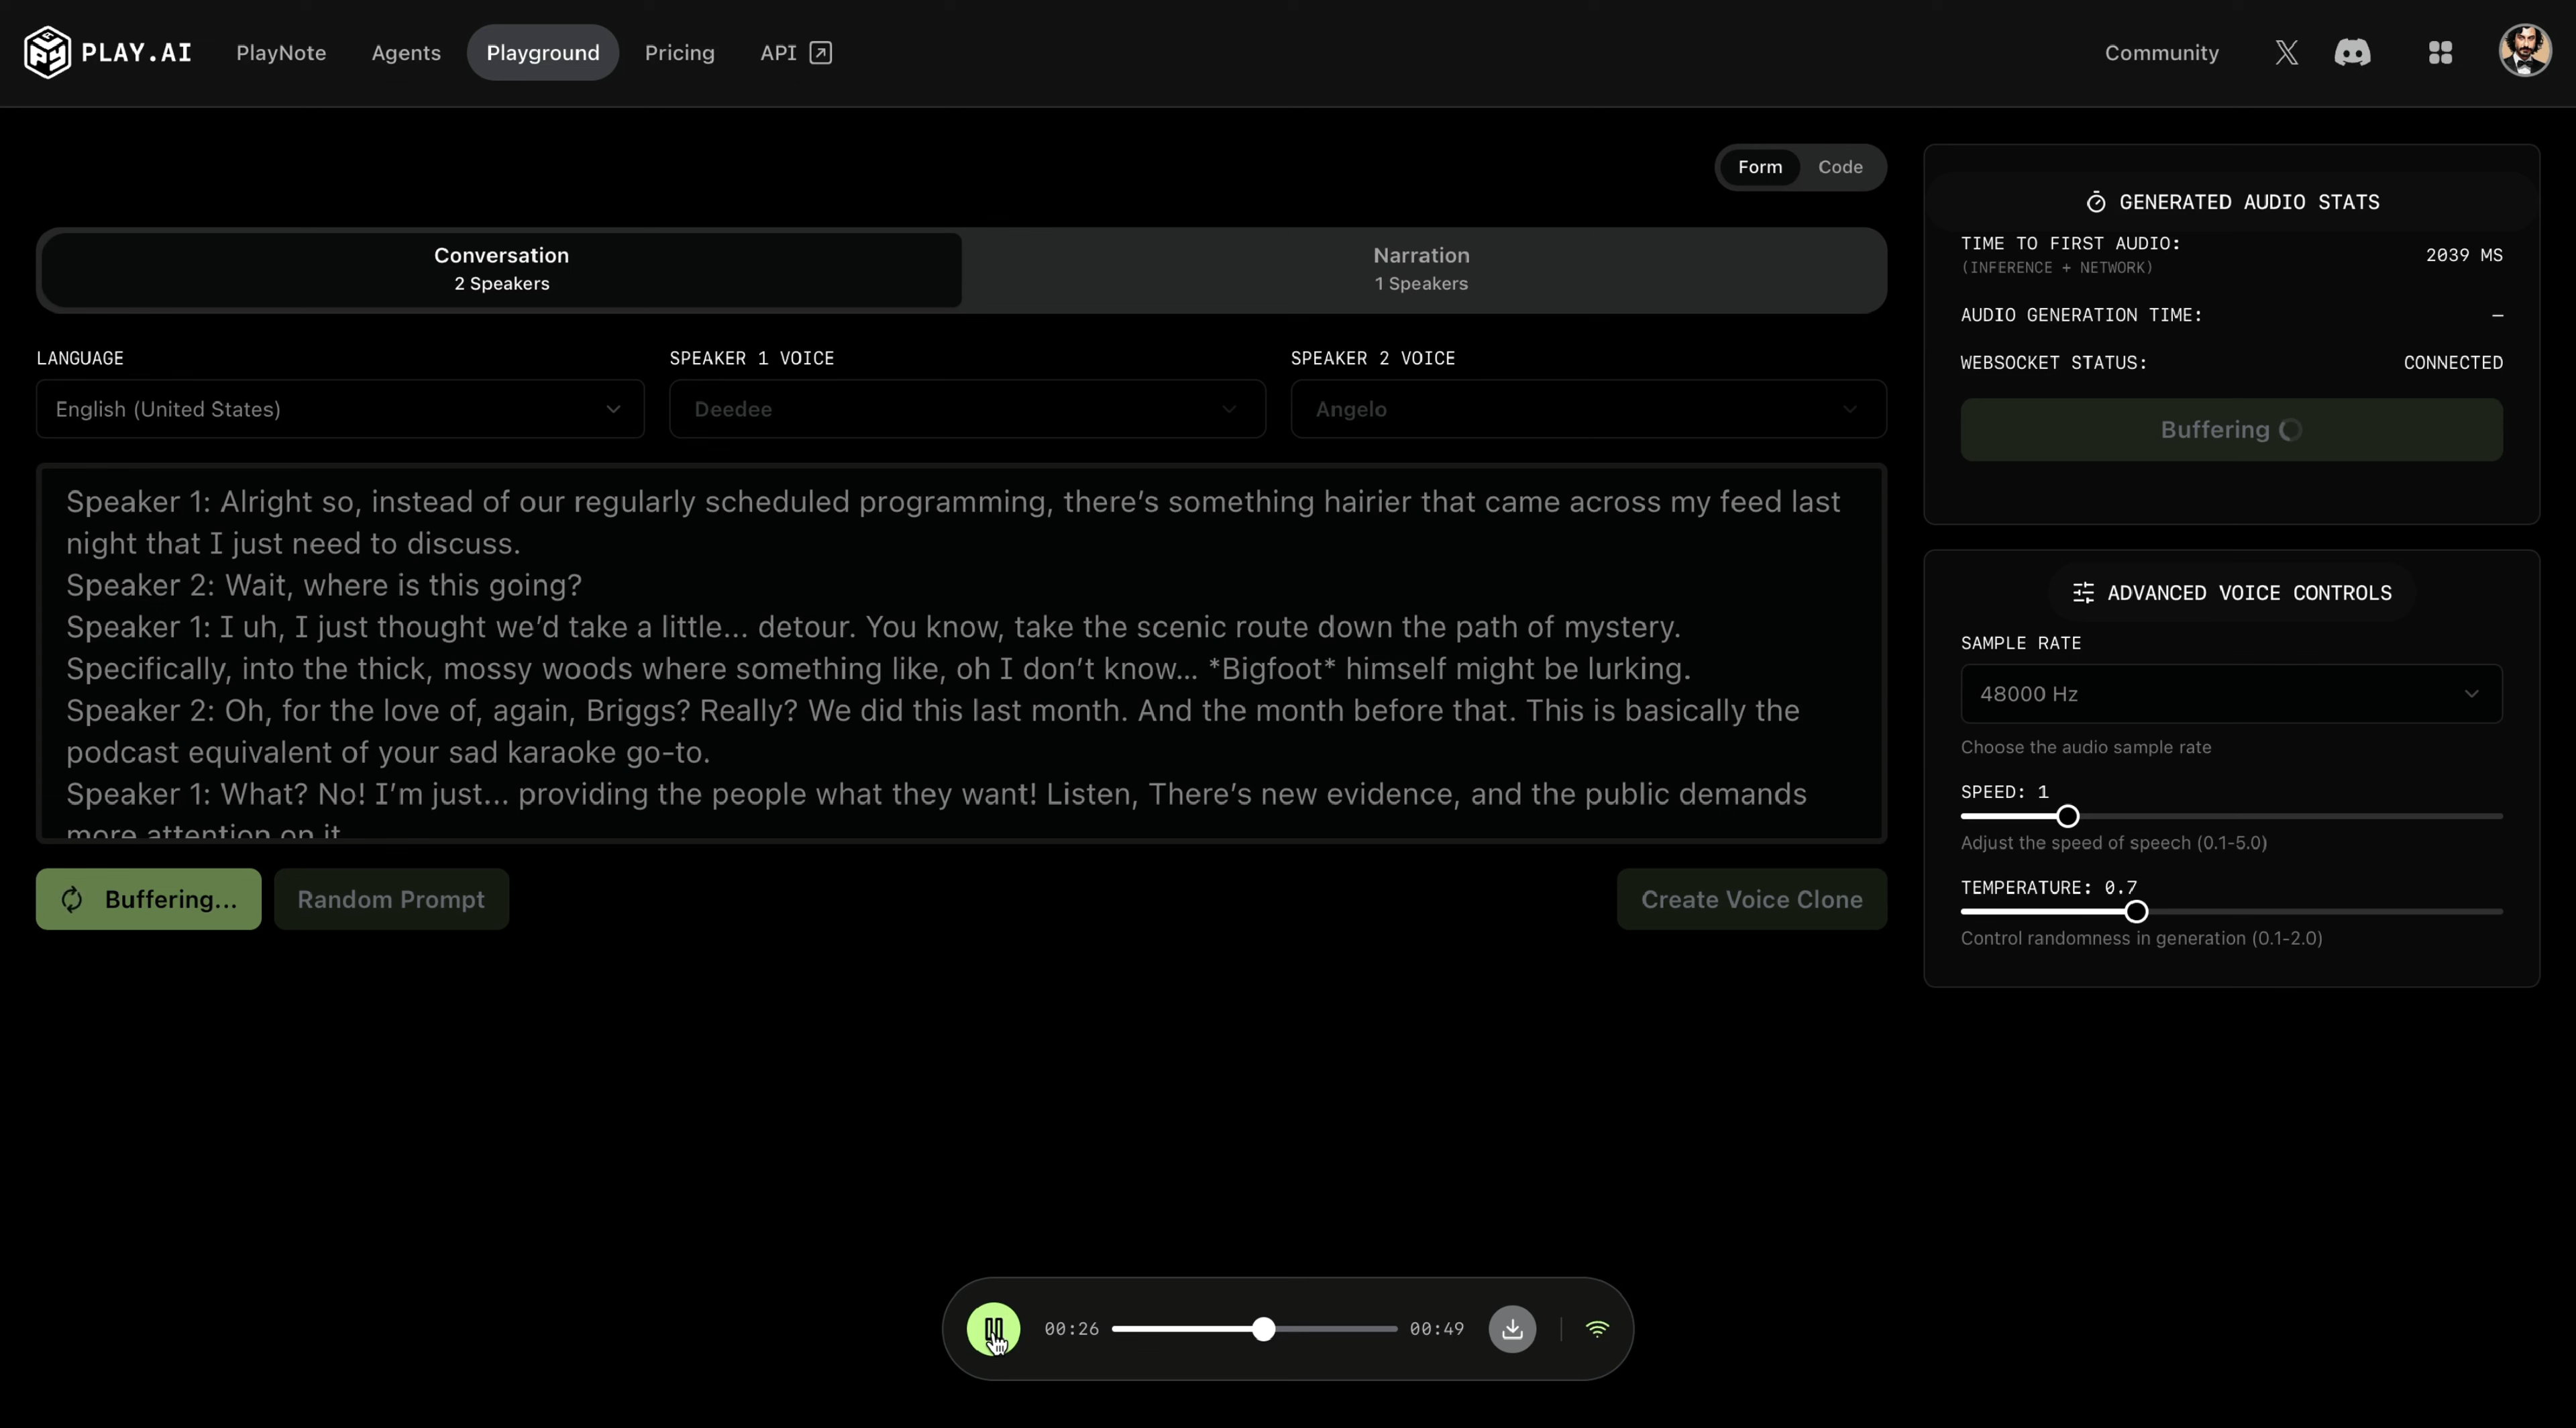 PLAY.AI
PlayNote
Agents
Playground
Pricing
API
Community
Form
Code
Conversation
2 Speakers
Narration
1 Speakers
LANGUAGE
English (United States)
SPEAKER 1 VOICE
Deedee
SPEAKER 2 VOICE
Angelo
Speaker 1: Alright so, instead of our regularly scheduled programming, there’s something hairier that came across my feed last
night that I just need to discuss.
Speaker 2: Wait, where is this going?
Speaker 1: I uh, I just thought we’d take a little... detour. You know, take the scenic route down the path of mystery.
Specifically, into the thick, mossy woods where something like, oh I don’t know... *Bigfoot* himself might be lurking.
Speaker 2: Oh, for the love of, again, Briggs? Really? We did this last month. And the month before that. This is basically the
podcast equivalent of your sad karaoke go-to.
Speaker 1: What? No! I’m just... providing the people what they want! Listen, There’s new evidence, and the public demands
more attention on it
Buffering...
Random Prompt
Create Voice Clone
GENERATED AUDIO STATS
TIME TO FIRST AUDIO:
(INFERENCE + NETWORK)
2039 MS
AUDIO GENERATION TIME:
—
WEBSOCKET STATUS:
CONNECTED
Buffering
ADVANCED VOICE CONTROLS
SAMPLE RATE
48000 Hz
Choose the audio sample rate
SPEED: 1
Adjust the speed of speech (0.1-5.0)
TEMPERATURE: 0.7
Control randomness in generation (0.1-2.0)
00:26
00:49